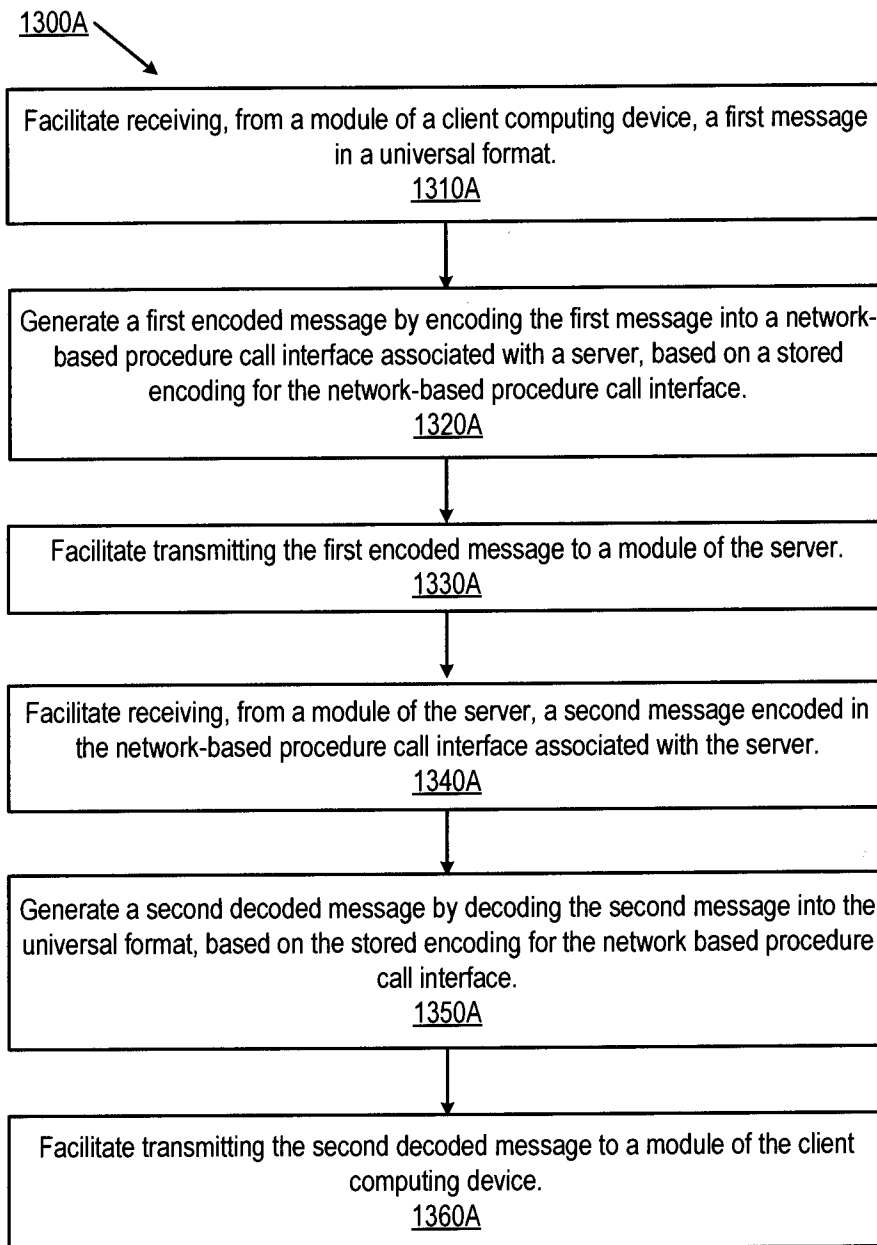 1300A
Facilitate receiving, from a module of a client computing device, a first message
in a universal format.
1310A
Generate a first encoded message by encoding the first message into a network-
based procedure call interface associated with a server, based on a stored
encoding for the network-based procedure call interface.
1320A
Facilitate transmitting the first encoded message to a module of the server.
1330A
Facilitate receiving, from a module of the server, a second message encoded in
the network-based procedure call interface associated with the server.
1340A
Generate a second decoded message by decoding the second message into the
universal format, based on the stored encoding for the network based procedure
call interface.
1350A
Facilitate transmitting the second decoded message to a module of the client
computing device.
1360A